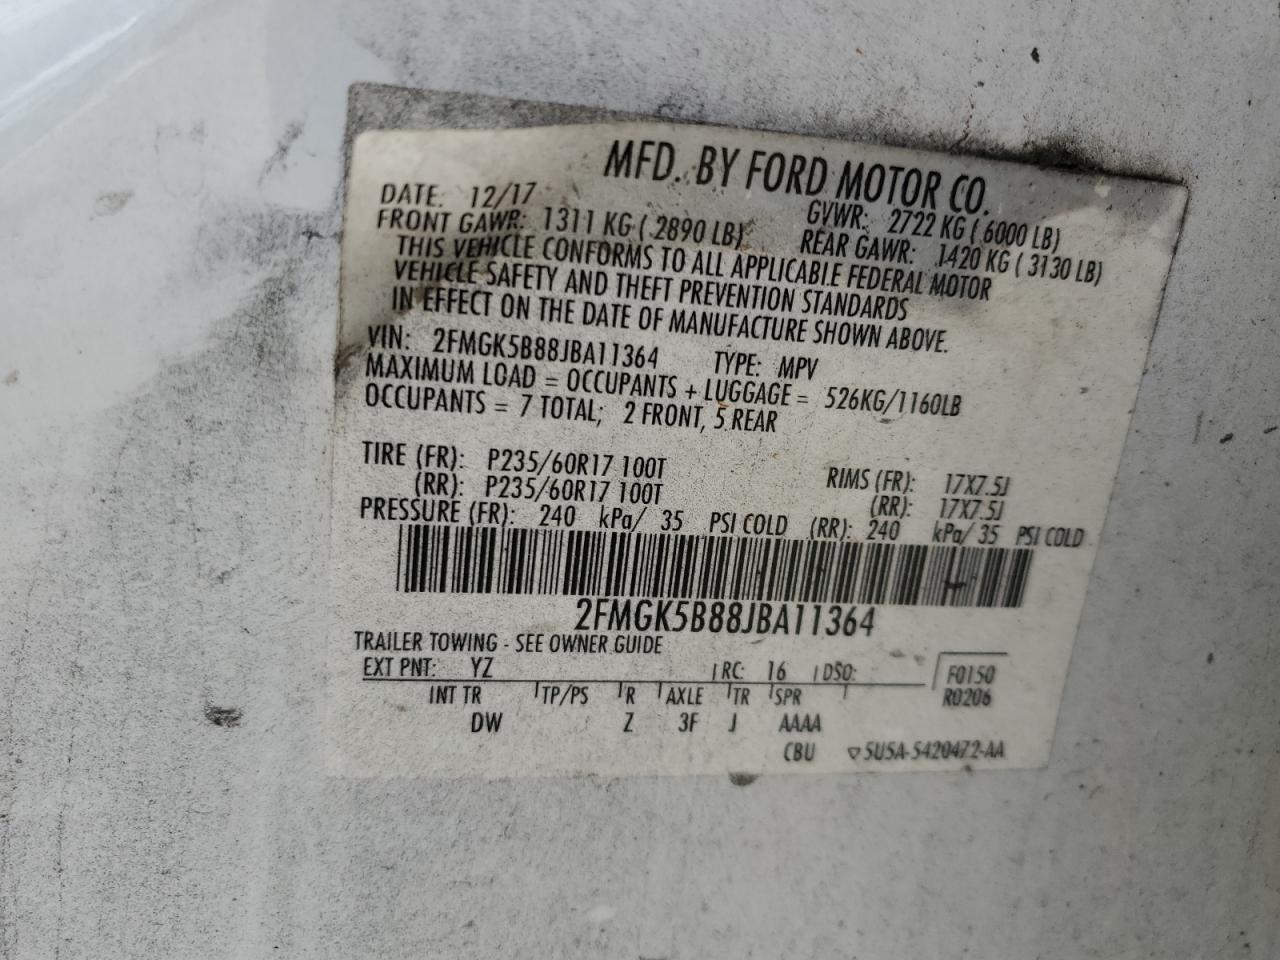 MFD. BY FORD MOTOR CO.
DATE: 12/17 GVWR: 2722 KG ( 6000 LB)
FRONT GAWR: 1311 KG ( 2890 LB) REAR GAWR: 1420 KG ( 3130 LB)
THIS VEHICLE CONFORMS TO ALL APPLICABLE FEDERAL MOTOR
VEHICLE SAFETY AND THEFT PREVENTION STANDARDS
IN EFFECT ON THE DATE OF MANUFACTURE SHOWN ABOVE.
VIN: 2FMGK5B88JBA11364 TYPE: MPV
MAXIMUM LOAD = OCCUPANTS + LUGGAGE = 526KG/1160LB
OCCUPANTS = 7 TOTAL; 2 FRONT, 5 REAR
TIRE (FR): P235/60R17 100T RIMS (FR): 17X7.5J
(RR): P235/60R17 100T (RR): 17X7.5J
PRESSURE (FR): 240 kPa/ 35 PSI COLD (RR): 240 kPa/ 35 PSI COLD
2FMGK5B88JBA11364
TRAILER TOWING - SEE OWNER GUIDE
EXT PNT: YZ RC: 16 DSO: F0150
INT TR TP/PS R AXLE TR SPR R0206
DW Z 3F J AAAA
CBU ▽5U5A-5420472-AA